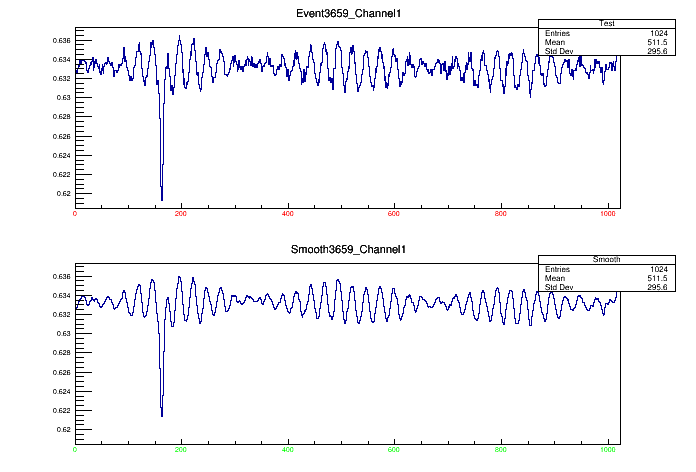 Event3659_Channel1
Test
Entries 1024
Mean 511.5
Std Dev 295.6
0.636
0.634
0.632
0.63
0.628
0.626
0.624
0.622
0.62
0 200 400 600 800 1000
Smooth3659_Channel1
Smooth
Entries 1024
Mean 511.5
Std Dev 295.6
0.636
0.634
0.632
0.63
0.628
0.626
0.624
0.622
0.62
0 200 400 600 800 1000